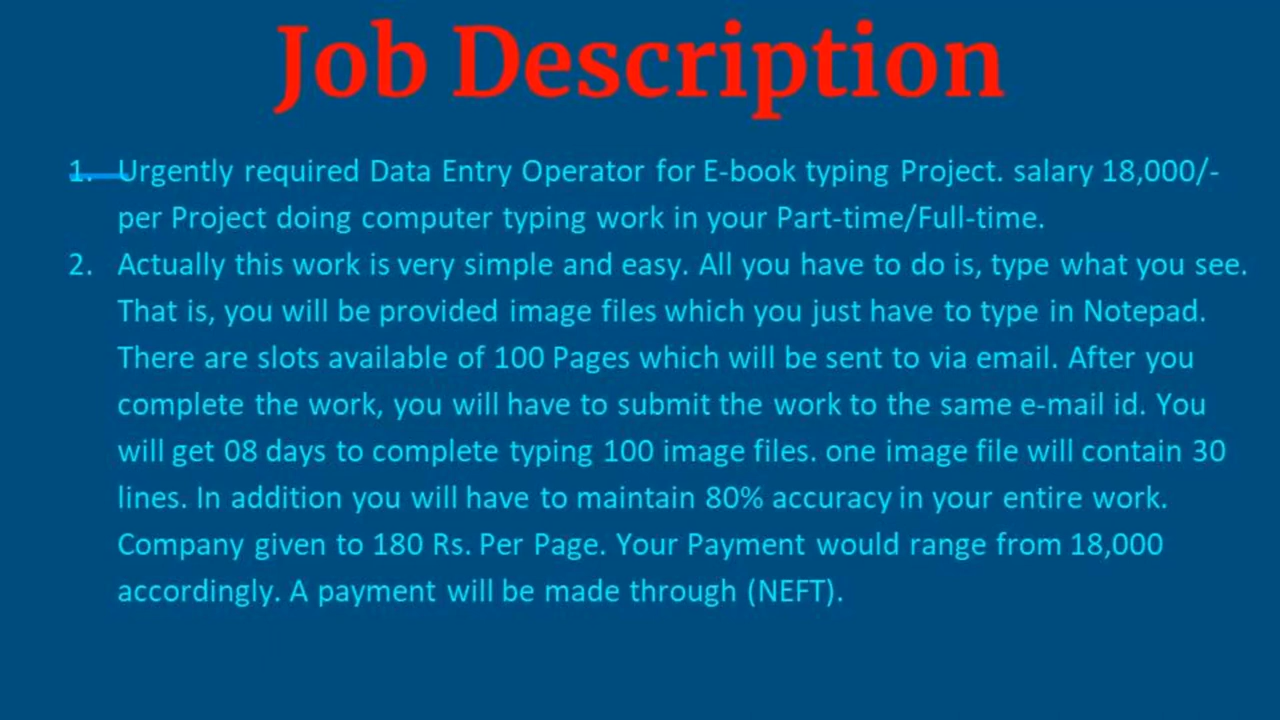 Job Description
1. Urgently required Data Entry Operator for E-book typing Project. salary 18,000/-
per Project doing computer typing work in your Part-time/Full-time.
2. Actually this work is very simple and easy. All you have to do is, type what you see.
That is, you will be provided image files which you just have to type in Notepad.
There are slots available of 100 Pages which will be sent to via email. After you
complete the work, you will have to submit the work to the same e-mail id. You
will get 08 days to complete typing 100 image files. one image file will contain 30
lines. In addition you will have to maintain 80% accuracy in your entire work.
Company given to 180 Rs. Per Page. Your Payment would range from 18,000
accordingly. A payment will be made through (NEFT).